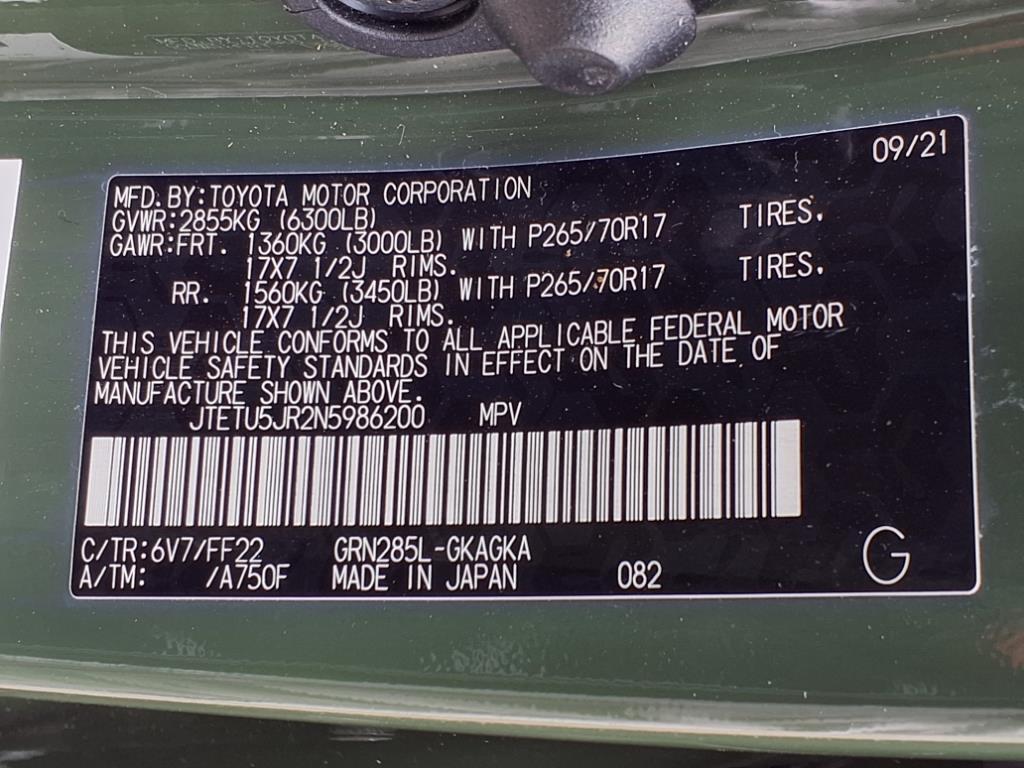 09/21
MFD. BY: TOYOTA MOTOR CORPORATION
GVWR: 2855KG (6300LB)
GAWR: FRT. 1360KG (3000LB) WITH P265/70R17 TIRES.
17X7 1/2J RIMS.
RR. 1560KG (3450LB) WITH P265/70R17 TIRES.
17X7 1/2J RIMS.
THIS VEHICLE CONFORMS TO ALL APPLICABLE FEDERAL MOTOR
VEHICLE SAFETY STANDARDS IN EFFECT ON THE DATE OF
MANUFACTURE SHOWN ABOVE.
JTETU5JR2N5986200 MPV
C/TR: 6V7/FF22 GRN285L-GKAGKA
A/TM: /A750F MADE IN JAPAN 082 G